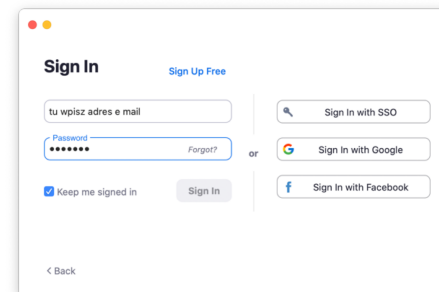 Sign In
Sign Up Free
tu wpisz adres e mail
Password
●●●●●●●
Forgot?
Keep me signed in
Sign In
or
Sign In with SSO
Sign In with Google
Sign In with Facebook
< Back